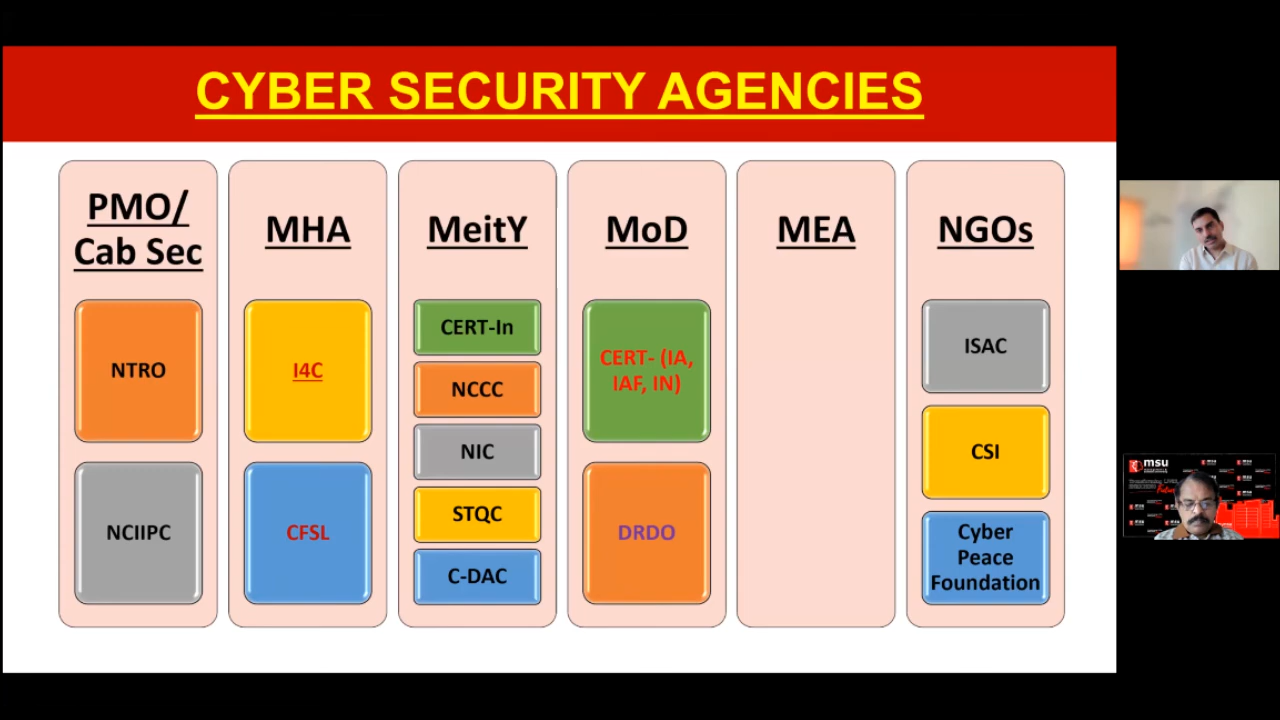 CYBER SECURITY AGENCIES
PMO/
Cab Sec
NTRO
NCIIPC
MHA
I4C
CFSL
MeitY
CERT-In
NCCC
NIC
STQC
C-DAC
MoD
CERT- (IA,
IAF, IN)
DRDO
MEA
NGOs
ISAC
CSI
Cyber
Peace
Foundation
msu